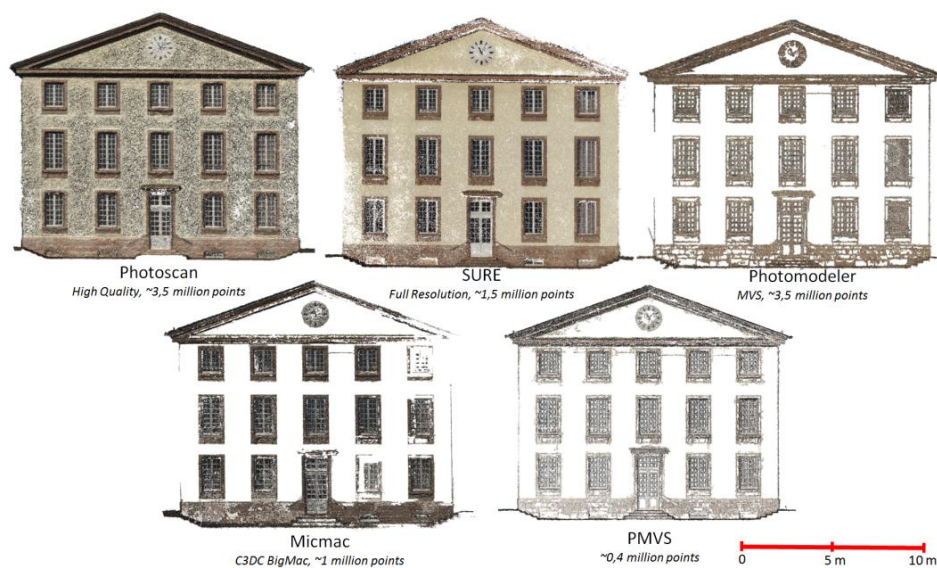 Photoscan
High Quality, ~3,5 million points
SURE
Full Resolution, ~1,5 million points
Photomodeler
MVS, ~3,5 million points
Micmac
C3DC BigMac, ~1 million points
PMVS
~0,4 million points
0 5 m 10 m